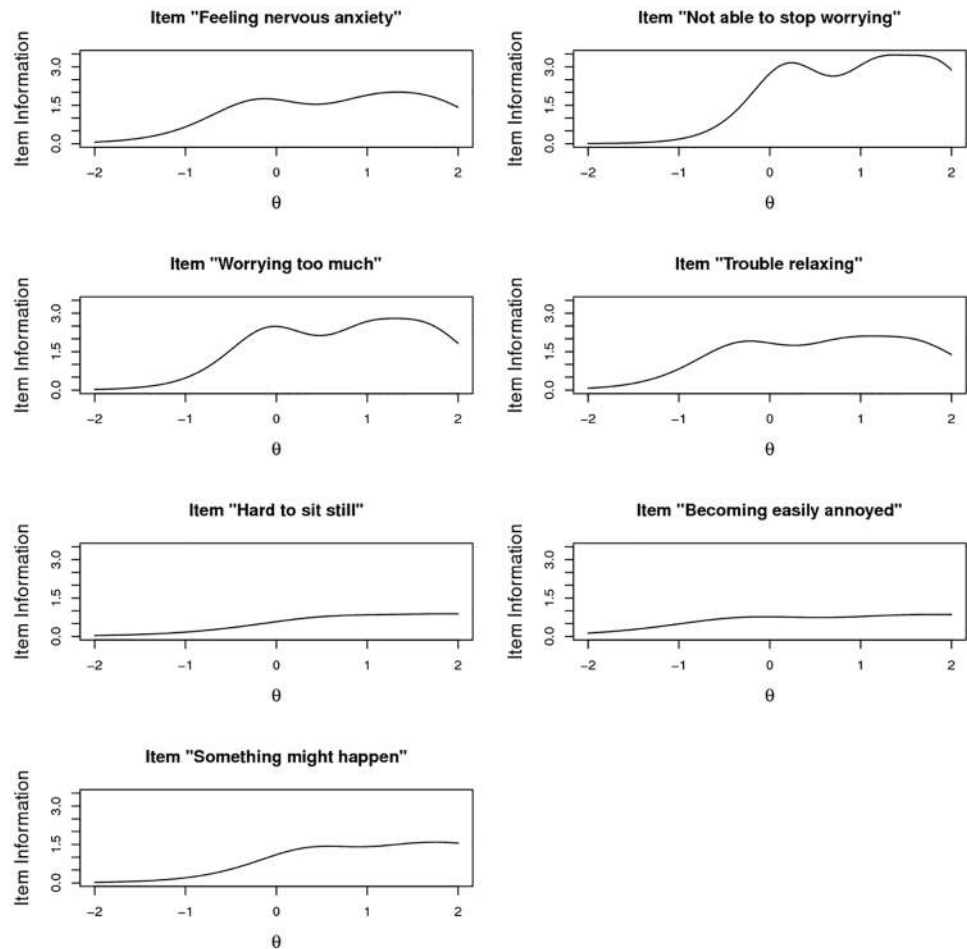 Item "Feeling nervous anxiety"
Item Information
0.0 1.5 3.0
−2 −1 0 1 2
θ
Item "Not able to stop worrying"
Item Information
0.0 1.5 3.0
−2 −1 0 1 2
θ
Item "Worrying too much"
Item Information
0.0 1.5 3.0
−2 −1 0 1 2
θ
Item "Trouble relaxing"
Item Information
0.0 1.5 3.0
−2 −1 0 1 2
θ
Item "Hard to sit still"
Item Information
0.0 1.5 3.0
−2 −1 0 1 2
θ
Item "Becoming easily annoyed"
Item Information
0.0 1.5 3.0
−2 −1 0 1 2
θ
Item "Something might happen"
Item Information
0.0 1.5 3.0
−2 −1 0 1 2
θ